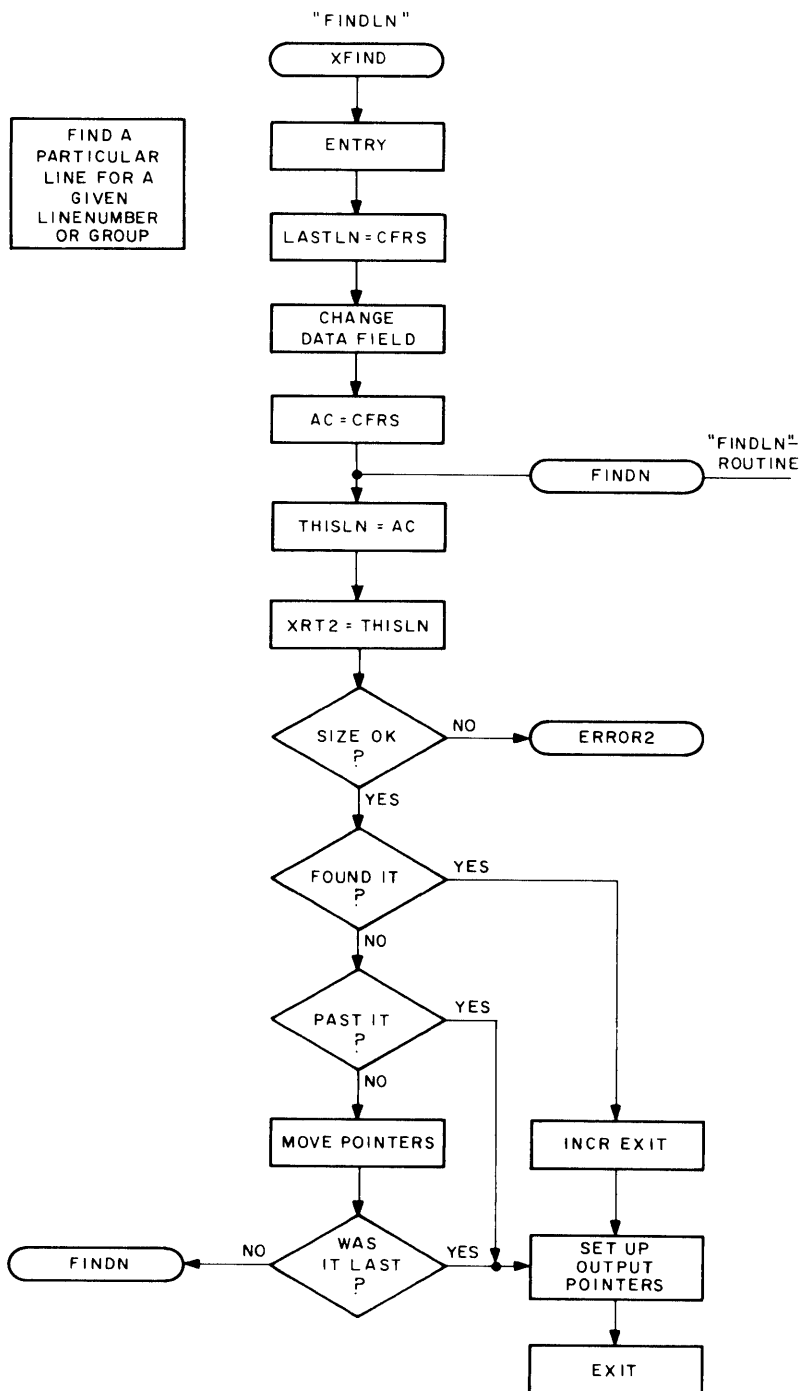 "FINDLN"
XFIND
FIND A
PARTICULAR
LINE FOR A
GIVEN
LINENUMBER
OR GROUP
ENTRY
LASTLN=CFRS
CHANGE
DATA FIELD
AC=CFRS
"FINDLN"-
ROUTINE
FINDN
THISLN = AC
XRT2 = THISLN
SIZE OK
?
NO
ERROR2
YES
FOUND IT
?
YES
NO
PAST IT
?
YES
NO
MOVE POINTERS
INCR EXIT
WAS
IT LAST
?
NO
FINDN
YES
SET UP
OUTPUT
POINTERS
EXIT